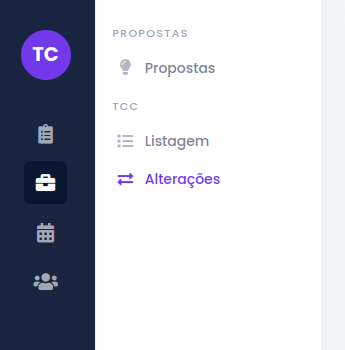 TC
PROPOSTAS
Propostas
TCC
Listagem
Alterações